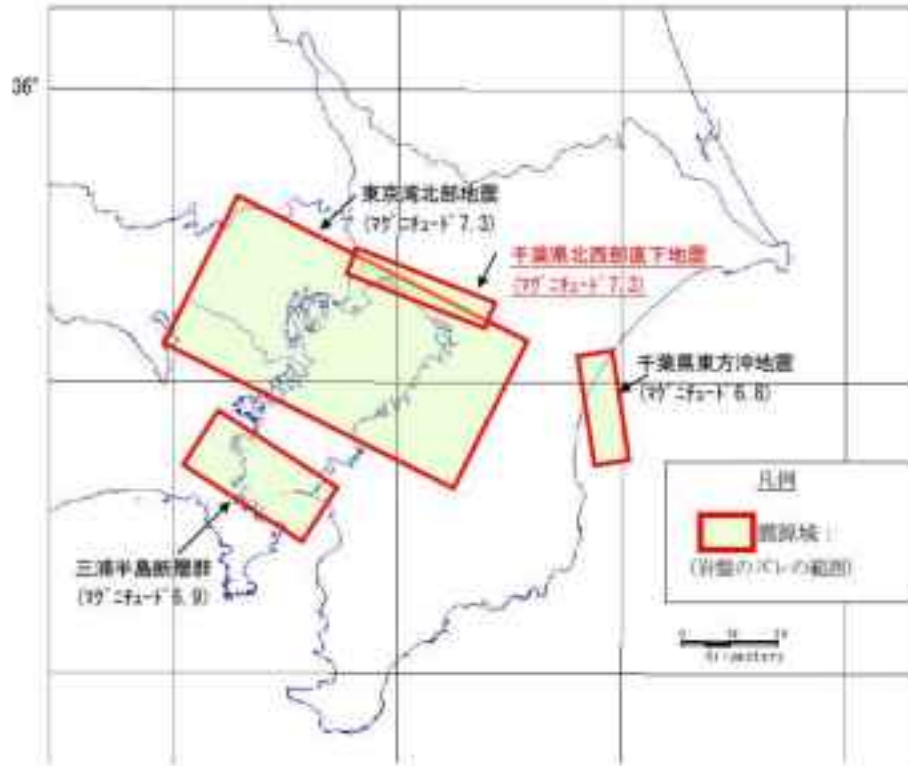 36°
東京湾北部地震
(ﾏｸﾞﾆﾁｭｰﾄﾞ7.3)
千葉県北西部直下地震
(ﾏｸﾞﾆﾁｭｰﾄﾞ7.3)
千葉県東方沖地震
(ﾏｸﾞﾆﾁｭｰﾄﾞ6.8)
三浦半島断層群
(ﾏｸﾞﾆﾁｭｰﾄﾞ6.9)
凡例
震源域：
(岩盤のズレの範囲)
0